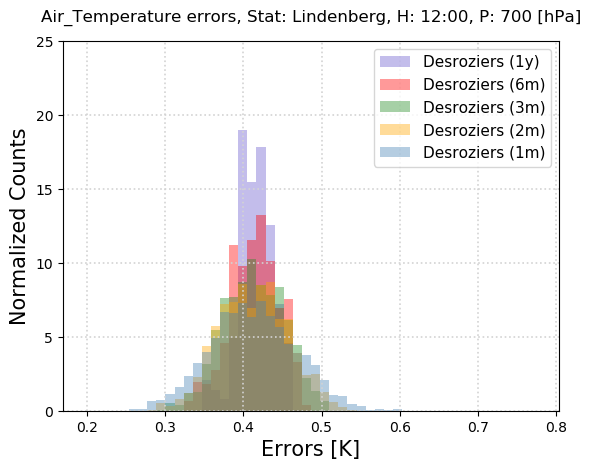 Air_Temperature errors, Stat: Lindenberg, H: 12:00, P: 700 [hPa]
25
20
15
10
5
0
Normalized Counts
Desroziers (1y)
Desroziers (6m)
Desroziers (3m)
Desroziers (2m)
Desroziers (1m)
0.2
0.3
0.4
0.5
0.6
0.7
0.8
Errors [K]